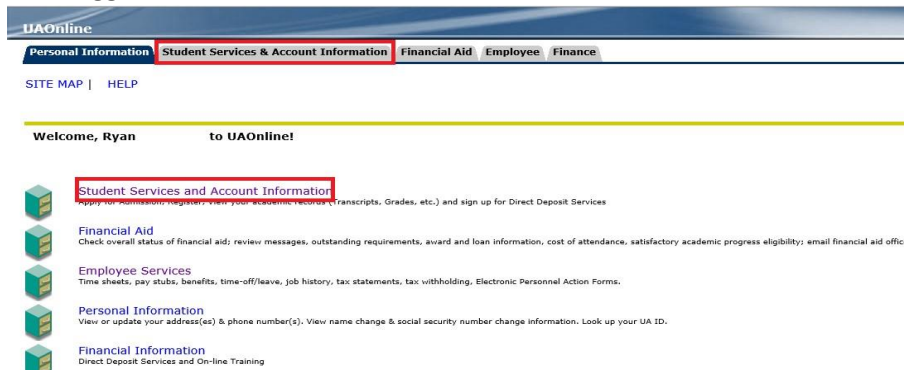 UAOnline
Personal Information Student Services & Account Information Financial Aid Employee Finance
SITE MAP | HELP
Welcome, Ryan to UAOnline!
Student Services and Account Information
Apply for Admission, Register, View your academic records (Transcripts, Grades, etc.) and sign up for Direct Deposit Services
Financial Aid
Check overall status of financial aid; review messages, outstanding requirements, award and loan information, cost of attendance, satisfactory academic progress eligibility; email financial aid offic
Employee Services
Time sheets, pay stubs, benefits, time-off/leave, job history, tax statements, tax withholding, Electronic Personnel Action Forms.
Personal Information
View or update your address(es) & phone number(s). View name change & social security number change information. Look up your UA ID.
Financial Information
Direct Deposit Services and On-line Training